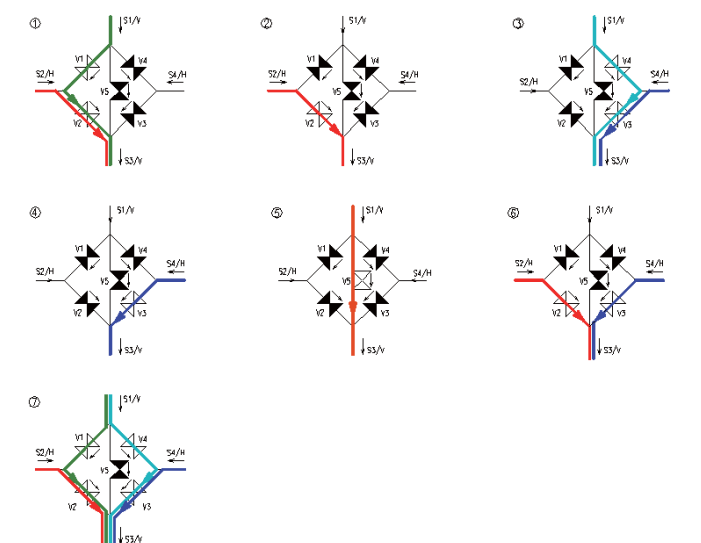 ① S1/V
V1 V4
S2/H S4/H
V5
V2 V3
S3/V
② S1/V
V1 V4
S2/H S4/H
V5
V2 V3
S3/V
③ S1/V
V1 V4
S2/H S4/H
V5
V2 V3
S3/V
④ S1/V
V1 V4
S2/H S4/H
V5
V2 V3
S3/V
⑤ S1/V
V1 V4
S2/H S4/H
V5
V2 V3
S3/V
⑥ S1/V
V1 V4
S2/H S4/H
V5
V2 V3
S3/V
⑦ S1/V
V1 V4
S2/H S4/H
V5
V2 V3
S3/V